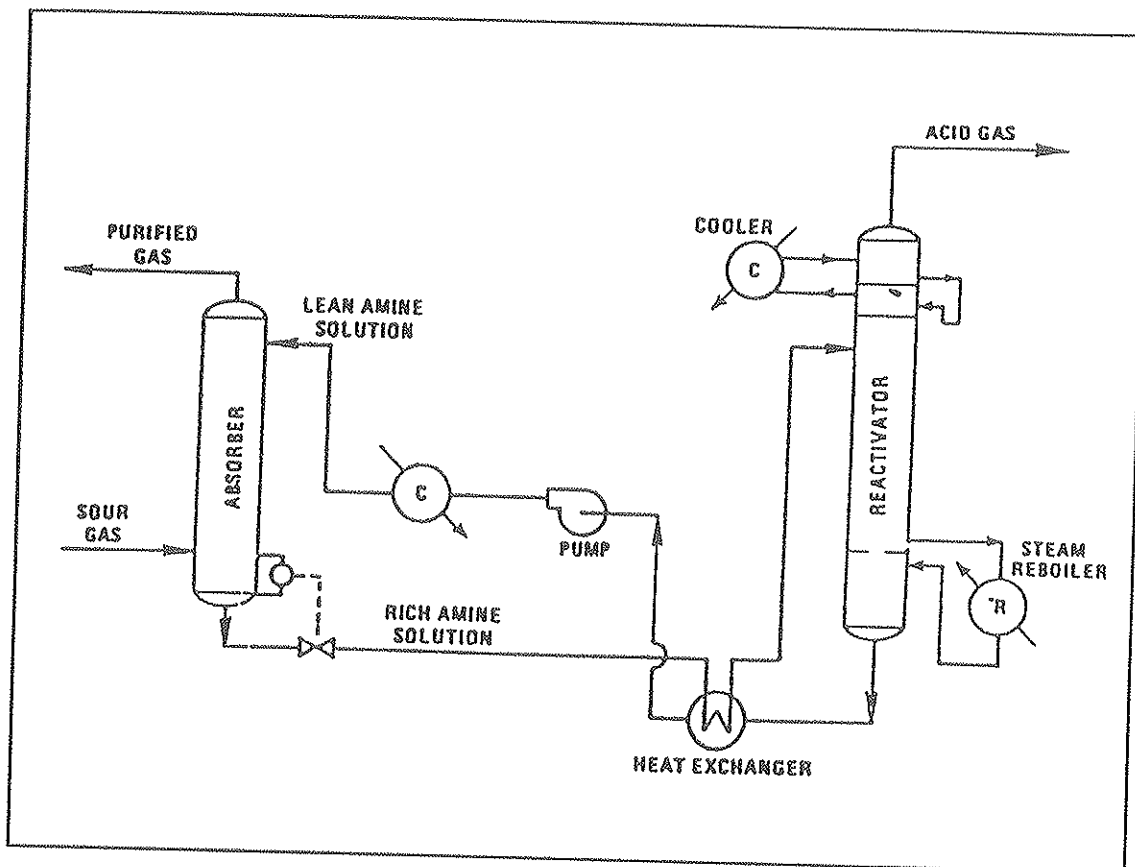 ACID GAS
COOLER
C
PURIFIED
GAS
LEAN AMINE
SOLUTION
ABSORBER
REACTIVATOR
C
SOUR
GAS
PUMP
STEAM
REBOILER
R
RICH AMINE
SOLUTION
HEAT EXCHANGER